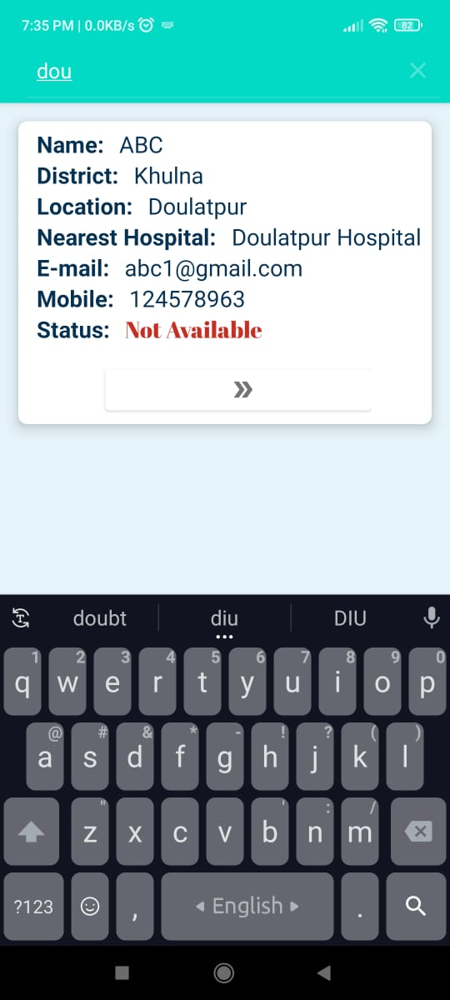 7:35 PM | 0.0KB/s 82
dou
Name: ABC
District: Khulna
Location: Doulatpur
Nearest Hospital: Doulatpur Hospital
E-mail: abc1@gmail.com
Mobile: 124578963
Status: Not Available
»
T doubt diu DIU
1 2 3 4 5 6 7 8 9 0
q w e r t y u i o p
@ # & * - ! ? ( )
a s d f g h j k l
" ' : /
z x c v b n m
?123 , English .